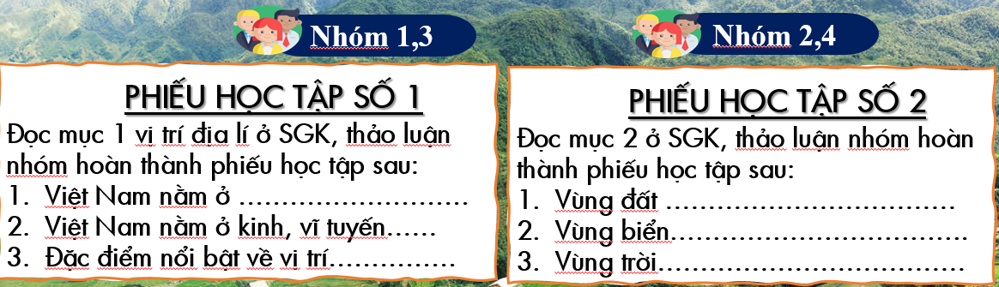 Nhóm 1,3
PHIẾU HỌC TẬP SỐ 1
Đọc mục 1 vị trí địa lí ở SGK, thảo luận
nhóm hoàn thành phiếu học tập sau:
1. Việt Nam nằm ở ...........................
2. Việt Nam nằm ở kinh, vĩ tuyến......
3. Đặc điểm nổi bật về vị trí...............
Nhóm 2,4
PHIẾU HỌC TẬP SỐ 2
Đọc mục 2 ở SGK, thảo luận nhóm hoàn
thành phiếu học tập sau:
1. Vùng đất ..................................
2. Vùng biển...................................
3. Vùng trời....................................